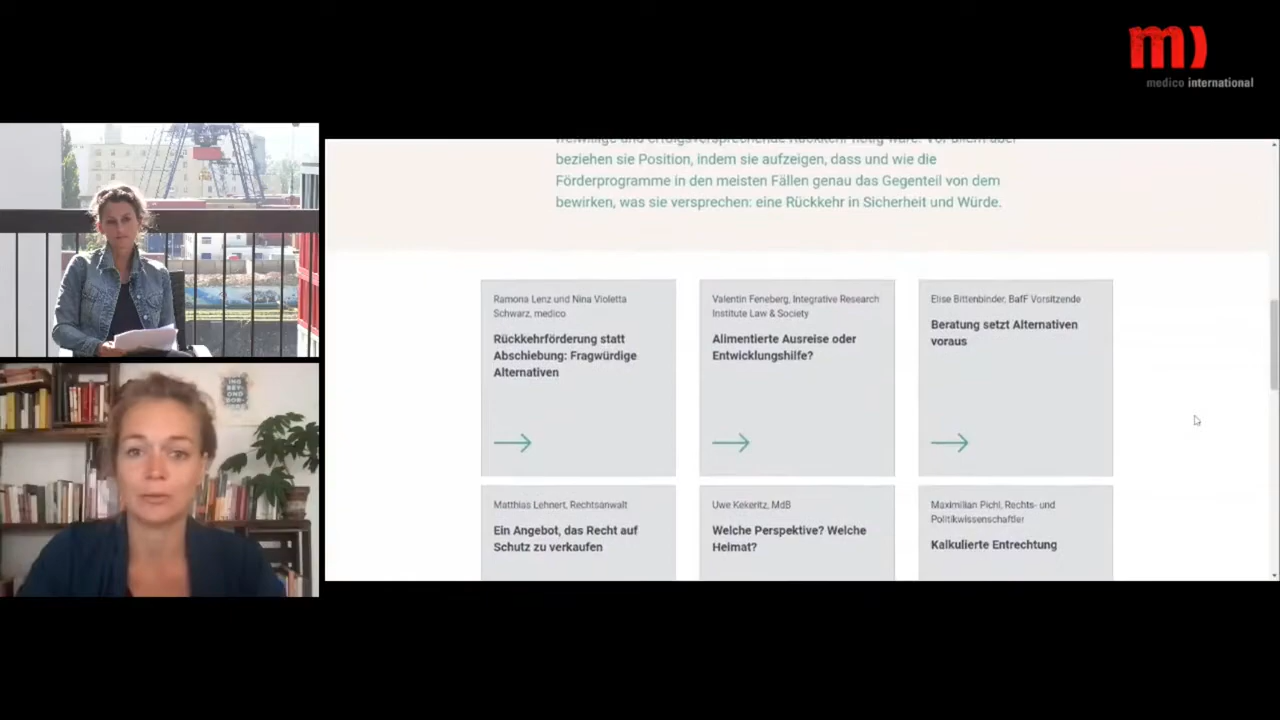 m)
medico international
ING
BEY
OND
BOR
beziehen sie Position, indem sie aufzeigen, dass und wie die
Förderprogramme in den meisten Fällen genau das Gegenteil von dem
bewirken, was sie versprechen: eine Rückkehr in Sicherheit und Würde.
Ramona Lenz und Nina Violetta
Schwarz, medico
Rückkehrförderung statt
Abschiebung: Fragwürdige
Alternativen
Valentin Feneberg, Integrative Research
Institute Law & Society
Alimentierte Ausreise oder
Entwicklungshilfe?
Elise Bittenbinder, BafF Vorsitzende
Beratung setzt Alternativen
voraus
Matthias Lehnert, Rechtsanwalt
Ein Angebot, das Recht auf
Schutz zu verkaufen
Uwe Kekeritz, MdB
Welche Perspektive? Welche
Heimat?
Maximilian Pichl, Rechts- und
Politikwissenschaftler
Kalkulierte Entrechtung